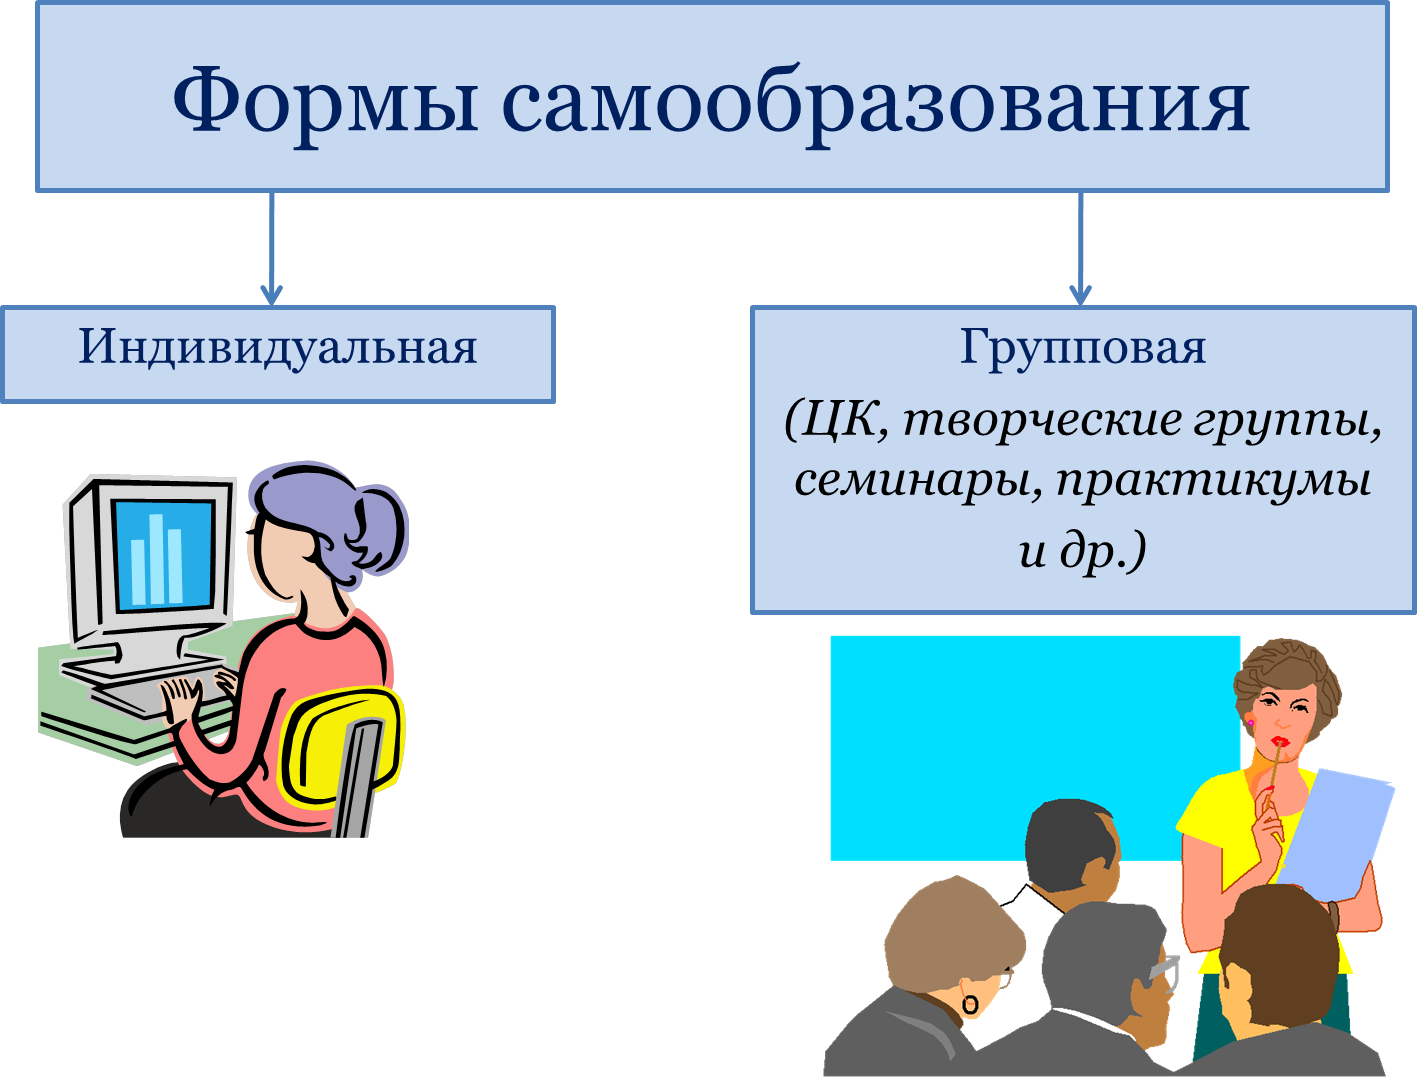 Формы самообразования
Индивидуальная
Групповая
(ЦК, творческие группы,
семинары, практикумы
и др.)